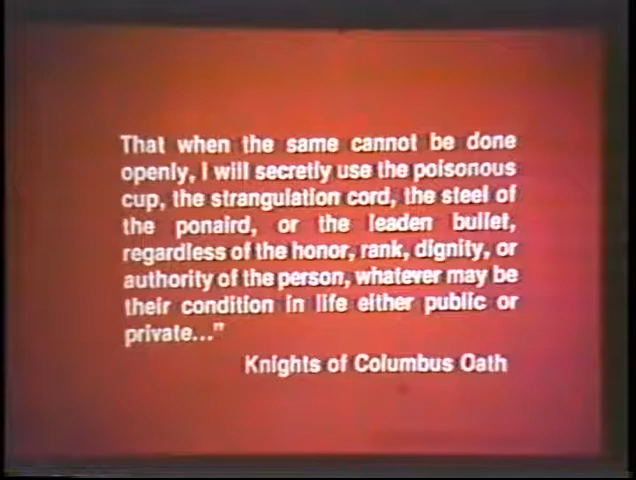 That when the same cannot be done
openly, I will secretly use the poisonous
cup, the strangulation cord, the steel of
the ponaird, or the leaden bullet,
regardless of the honor, rank, dignity, or
authority of the person, whatever may be
their condition in life either public or
private..."
Knights of Columbus Oath